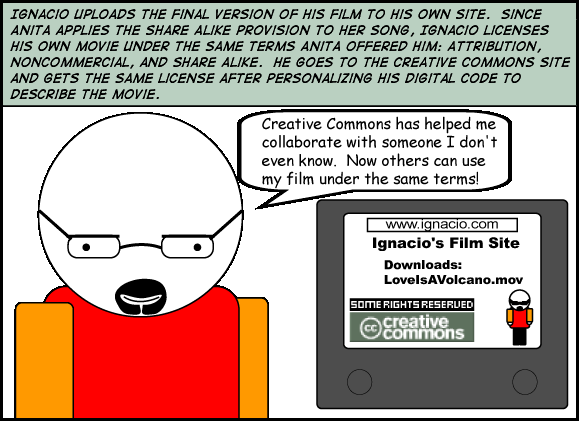 IGNACIO UPLOADS THE FINAL VERSION OF HIS FILM TO HIS OWN SITE. SINCE
ANITA APPLIES THE SHARE ALIKE PROVISION TO HER SONG, IGNACIO LICENSES
HIS OWN MOVIE UNDER THE SAME TERMS ANITA OFFERED HIM: ATTRIBUTION,
NONCOMMERCIAL, AND SHARE ALIKE. HE GOES TO THE CREATIVE COMMONS SITE
AND GETS THE SAME LICENSE AFTER PERSONALIZING HIS DIGITAL CODE TO
DESCRIBE THE MOVIE.
Creative Commons has helped me
collaborate with someone I don't
even know. Now others can use
my film under the same terms!
www.ignacio.com
Ignacio's Film Site
Downloads:
LoveIsAVolcano.mov
SOME RIGHTS RESERVED
cc creative
commons